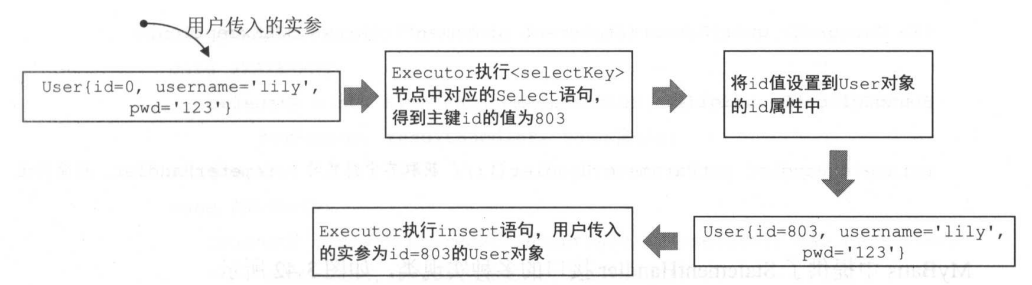 用户传入的实参
User{id=0, username='lily',
pwd='123'}
Executor执行<selectKey>
节点中对应的Select语句,
得到主键id的值为803
将id值设置到User对象
的id属性中
User{id=803, username='lily',
pwd='123'}
Executor执行insert语句,用户传入
的实参为id=803的User对象